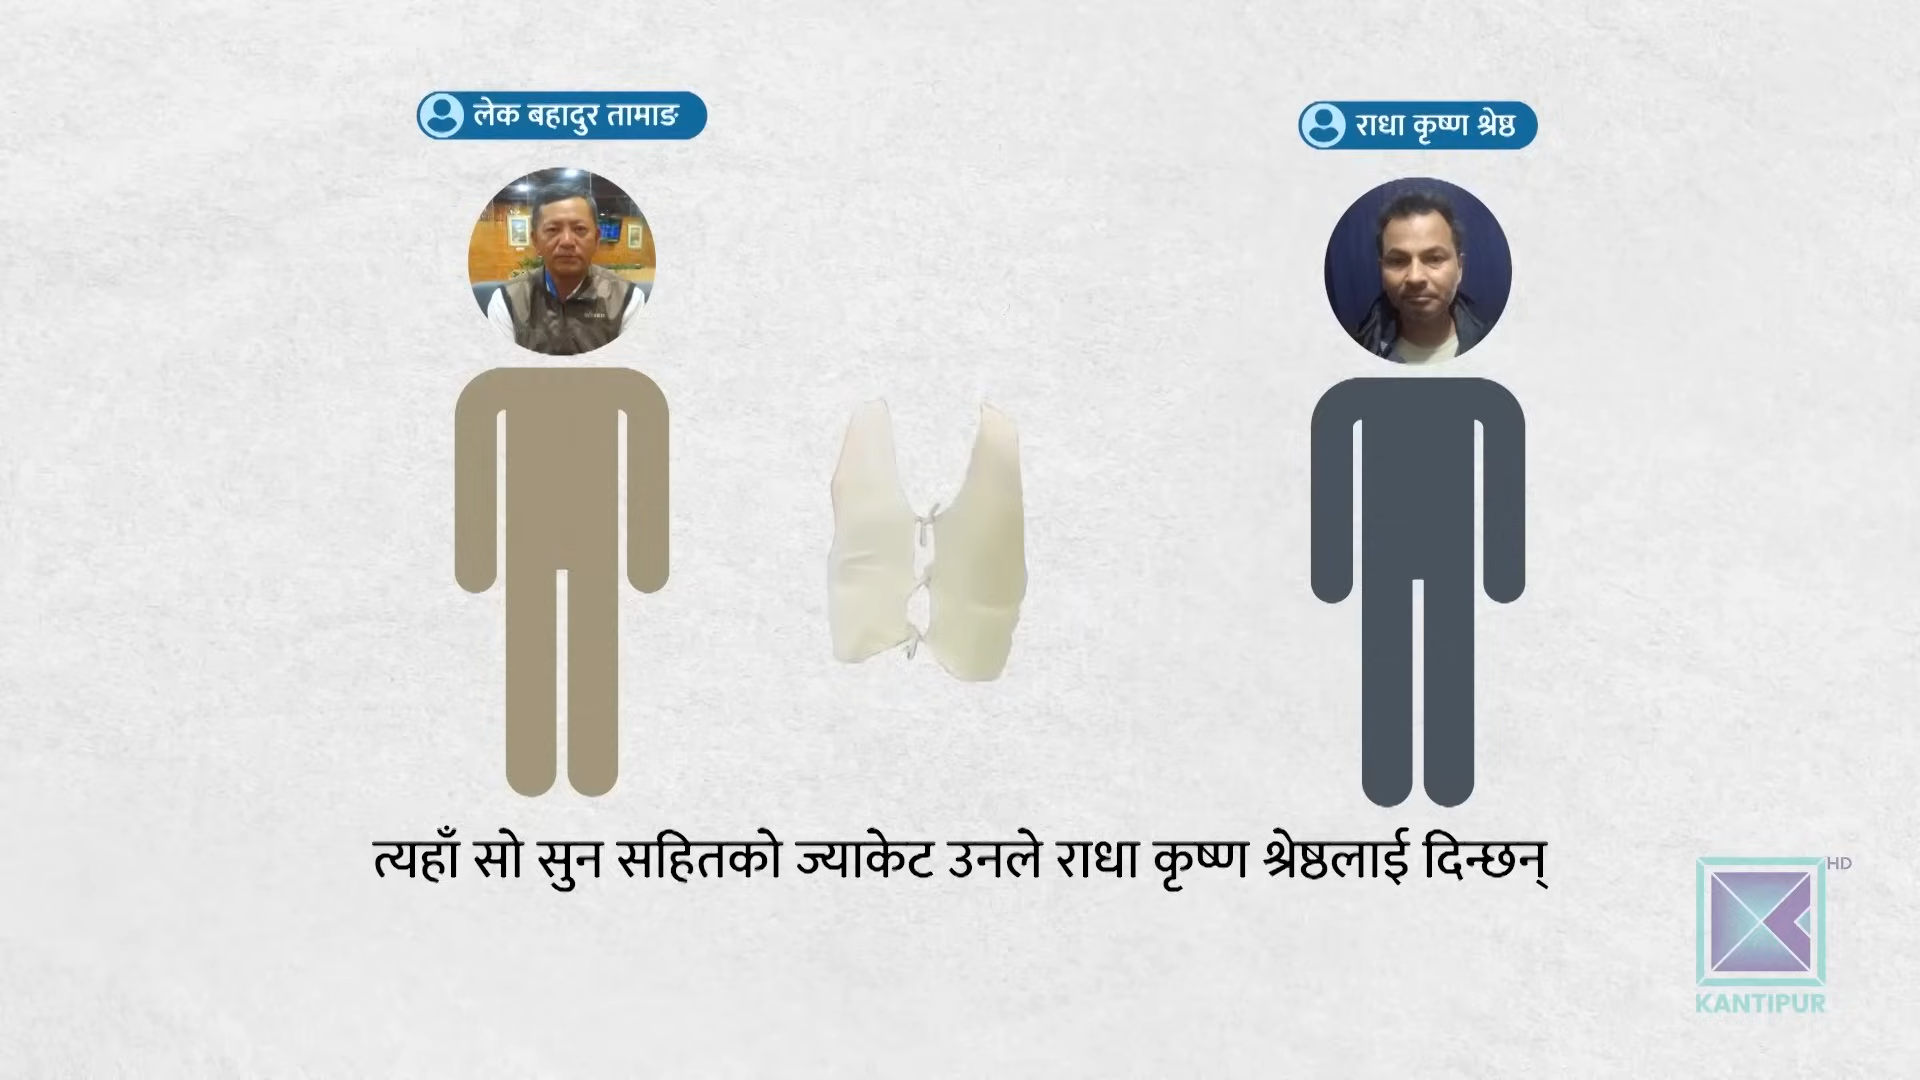 लेक बहादुर तामाङ
राधा कृष्ण श्रेष्ठ
त्यहाँ सो सुन सहितको ज्याकेट उनले राधा कृष्ण श्रेष्ठलाई दिन्छन्
HD
KANTIPUR